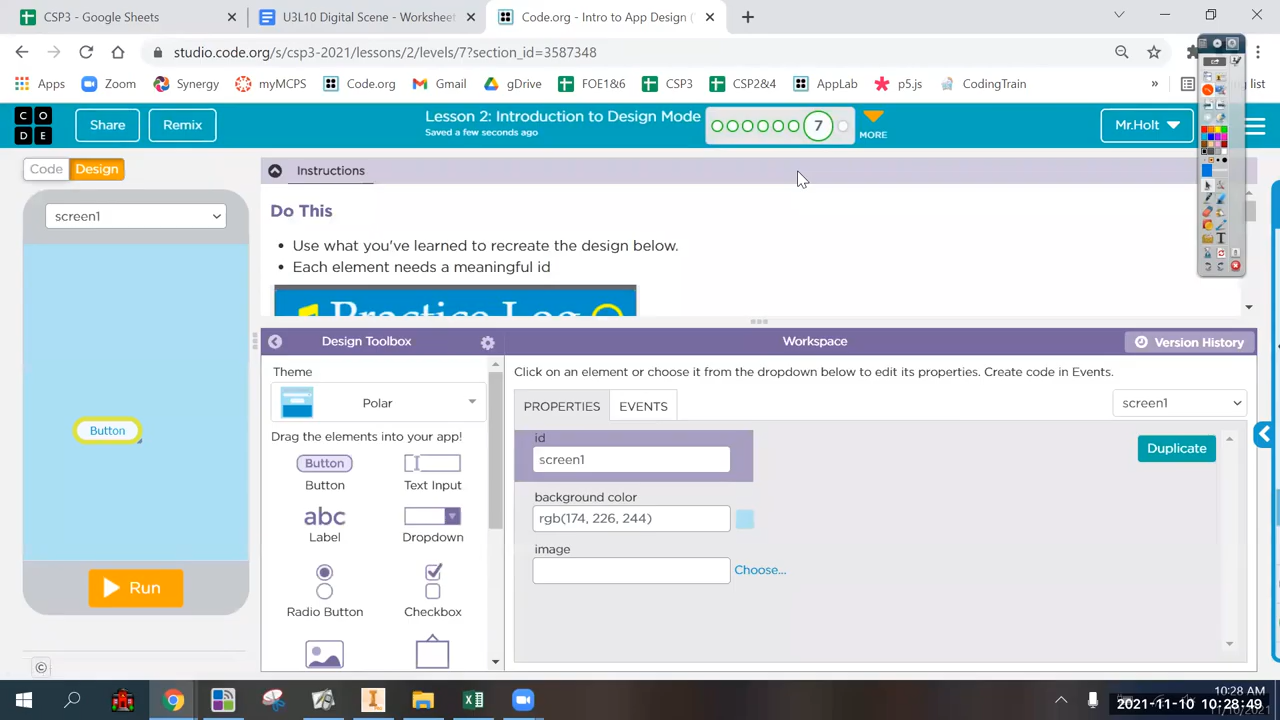 CSP3 - Google Sheets
U3L10 Digital Scene - Worksheet
Code.org - Intro to App Design (
studio.code.org/s/csp3-2021/lessons/2/levels/7?section_id=3587348
Apps
Zoom
Synergy
myMCPS
Code.org
Gmail
gDrive
FOE1&6
CSP3
CSP2&4
AppLab
p5.js
CodingTrain
»
C O
D E
Share
Remix
Lesson 2: Introduction to Design Mode
Saved a few seconds ago
7
MORE
Mr.Holt
Code
Design
Instructions
screen1
Do This
• Use what you've learned to recreate the design below.
• Each element needs a meaningful id
Practice Log
Design Toolbox
Workspace
Version History
Theme
Polar
Click on an element or choose it from the dropdown below to edit its properties. Create code in Events.
PROPERTIES
EVENTS
screen1
Drag the elements into your app!
Button
Button
Button
Text Input
abc
Label
Dropdown
Radio Button
Checkbox
id
screen1
Duplicate
background color
rgb(174, 226, 244)
image
Choose...
Run
©
10:28 AM
2021-11-10 10:28:49